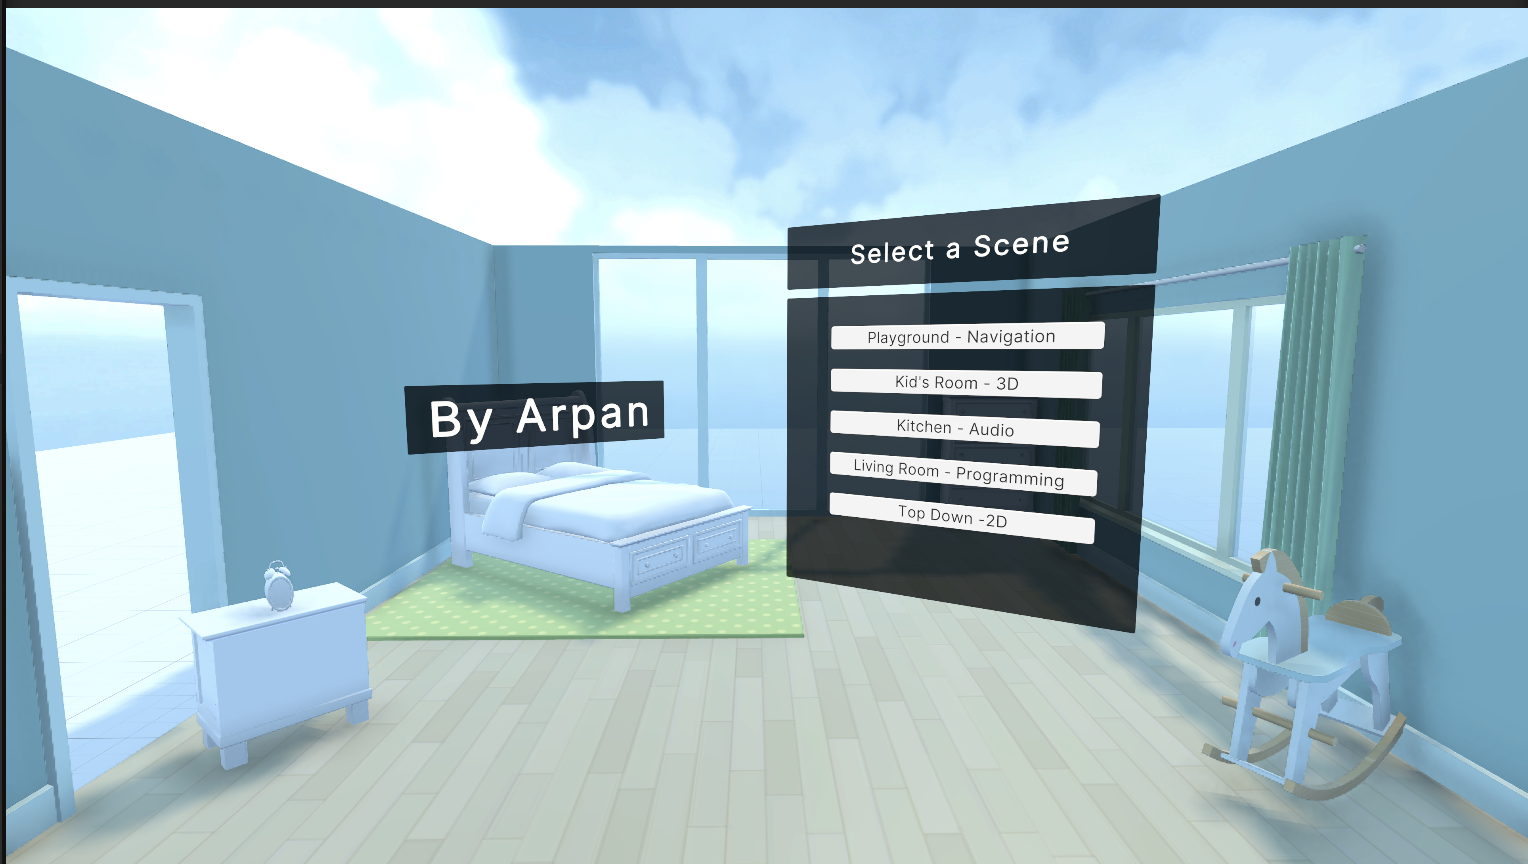 By Arpan
Select a Scene
Playground - Navigation
Kid's Room - 3D
Kitchen - Audio
Living Room - Programming
Top Down -2D